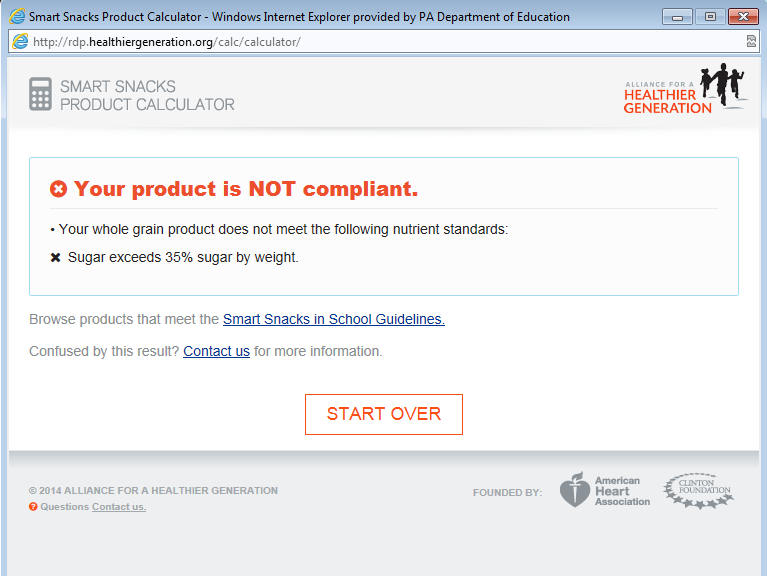 Smart Snacks Product Calculator - Windows Internet Explorer provided by PA Department of Education
http://rdp.healthiergeneration.org/calc/calculator/
SMART SNACKS
PRODUCT CALCULATOR
ALLIANCE FOR A
HEALTHIER
GENERATION
Your product is NOT compliant.
• Your whole grain product does not meet the following nutrient standards:
✖ Sugar exceeds 35% sugar by weight.
Browse products that meet the Smart Snacks in School Guidelines.
Confused by this result? Contact us for more information.
START OVER
© 2014 ALLIANCE FOR A HEALTHIER GENERATION
Questions Contact us.
FOUNDED BY:
American
Heart
Association
CLINTON
FOUNDATION